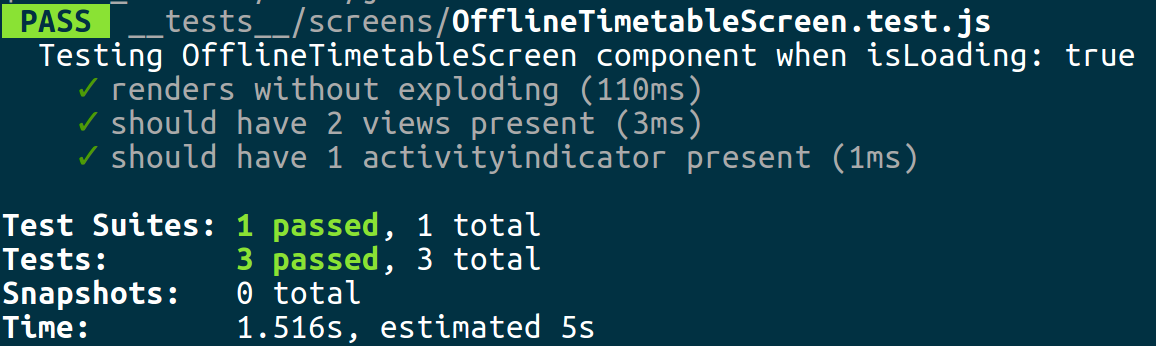 PASS __tests__/screens/OfflineTimetableScreen.test.js
Testing OfflineTimetableScreen component when isLoading: true
✓ renders without exploding (110ms)
✓ should have 2 views present (3ms)
✓ should have 1 activityindicator present (1ms)
Test Suites: 1 passed, 1 total
Tests: 3 passed, 3 total
Snapshots: 0 total
Time: 1.516s, estimated 5s